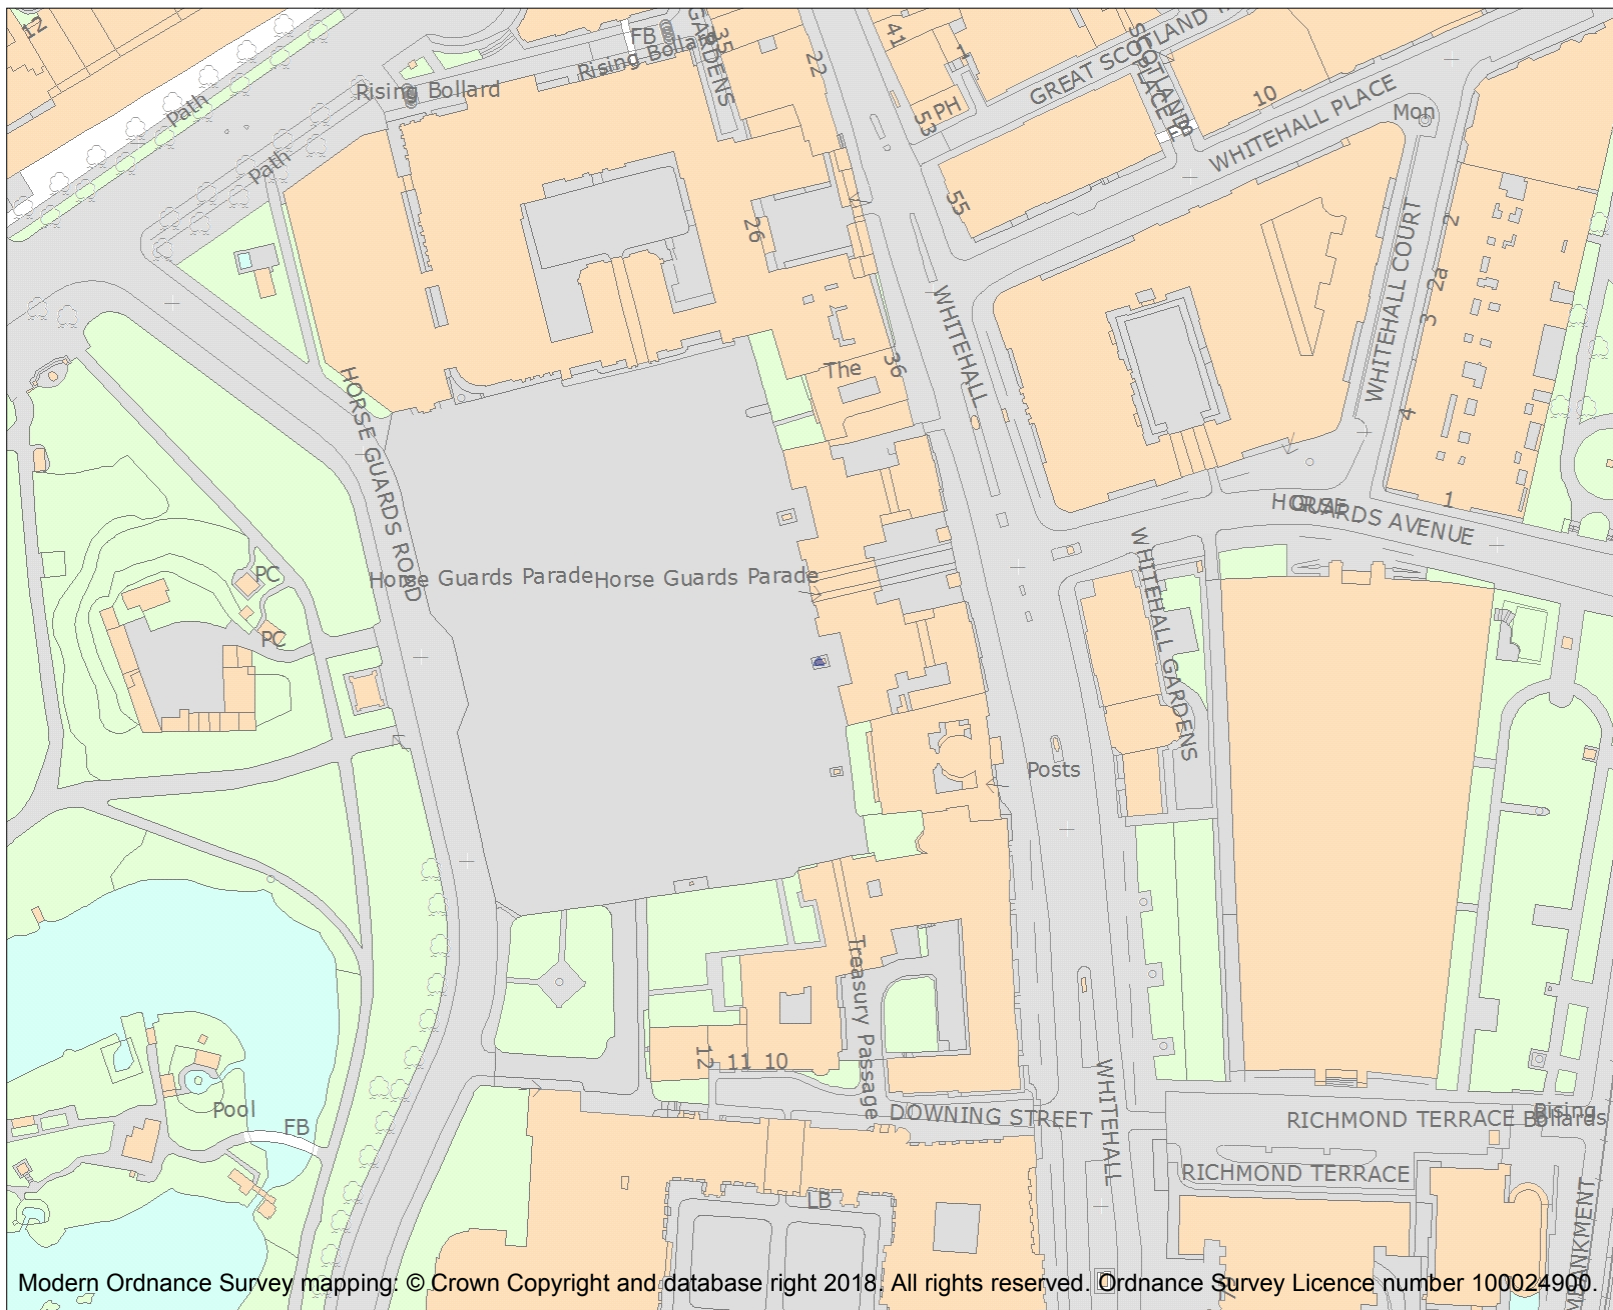 12
GARDENS
35
22
41
FB
Rising Bollard
Rising Bollard
Path
Path
GREAT SCOTLAND
SCOTLAND
PLACE
FB
PH
53
55
10
WHITEHALL PLACE
Mon
26
WHITEHALL
WHITEHALL COURT
2
2a
3
4
1
The
36
HORSE GUARDS ROAD
HORSE
GUARDS AVENUE
Horse Guards Parade
Horse Guards Parade
PC
PC
WHITEHALL GARDENS
Posts
Treasury Passage
12
11
10
DOWNING STREET
WHITEHALL
RICHMOND TERRACE
Rising
Bollards
RICHMOND TERRACE
Pool
FB
LB
EMBANKMENT
Modern Ordnance Survey mapping: © Crown Copyright and database right 2018. All rights reserved. Ordnance Survey Licence number 100024900.